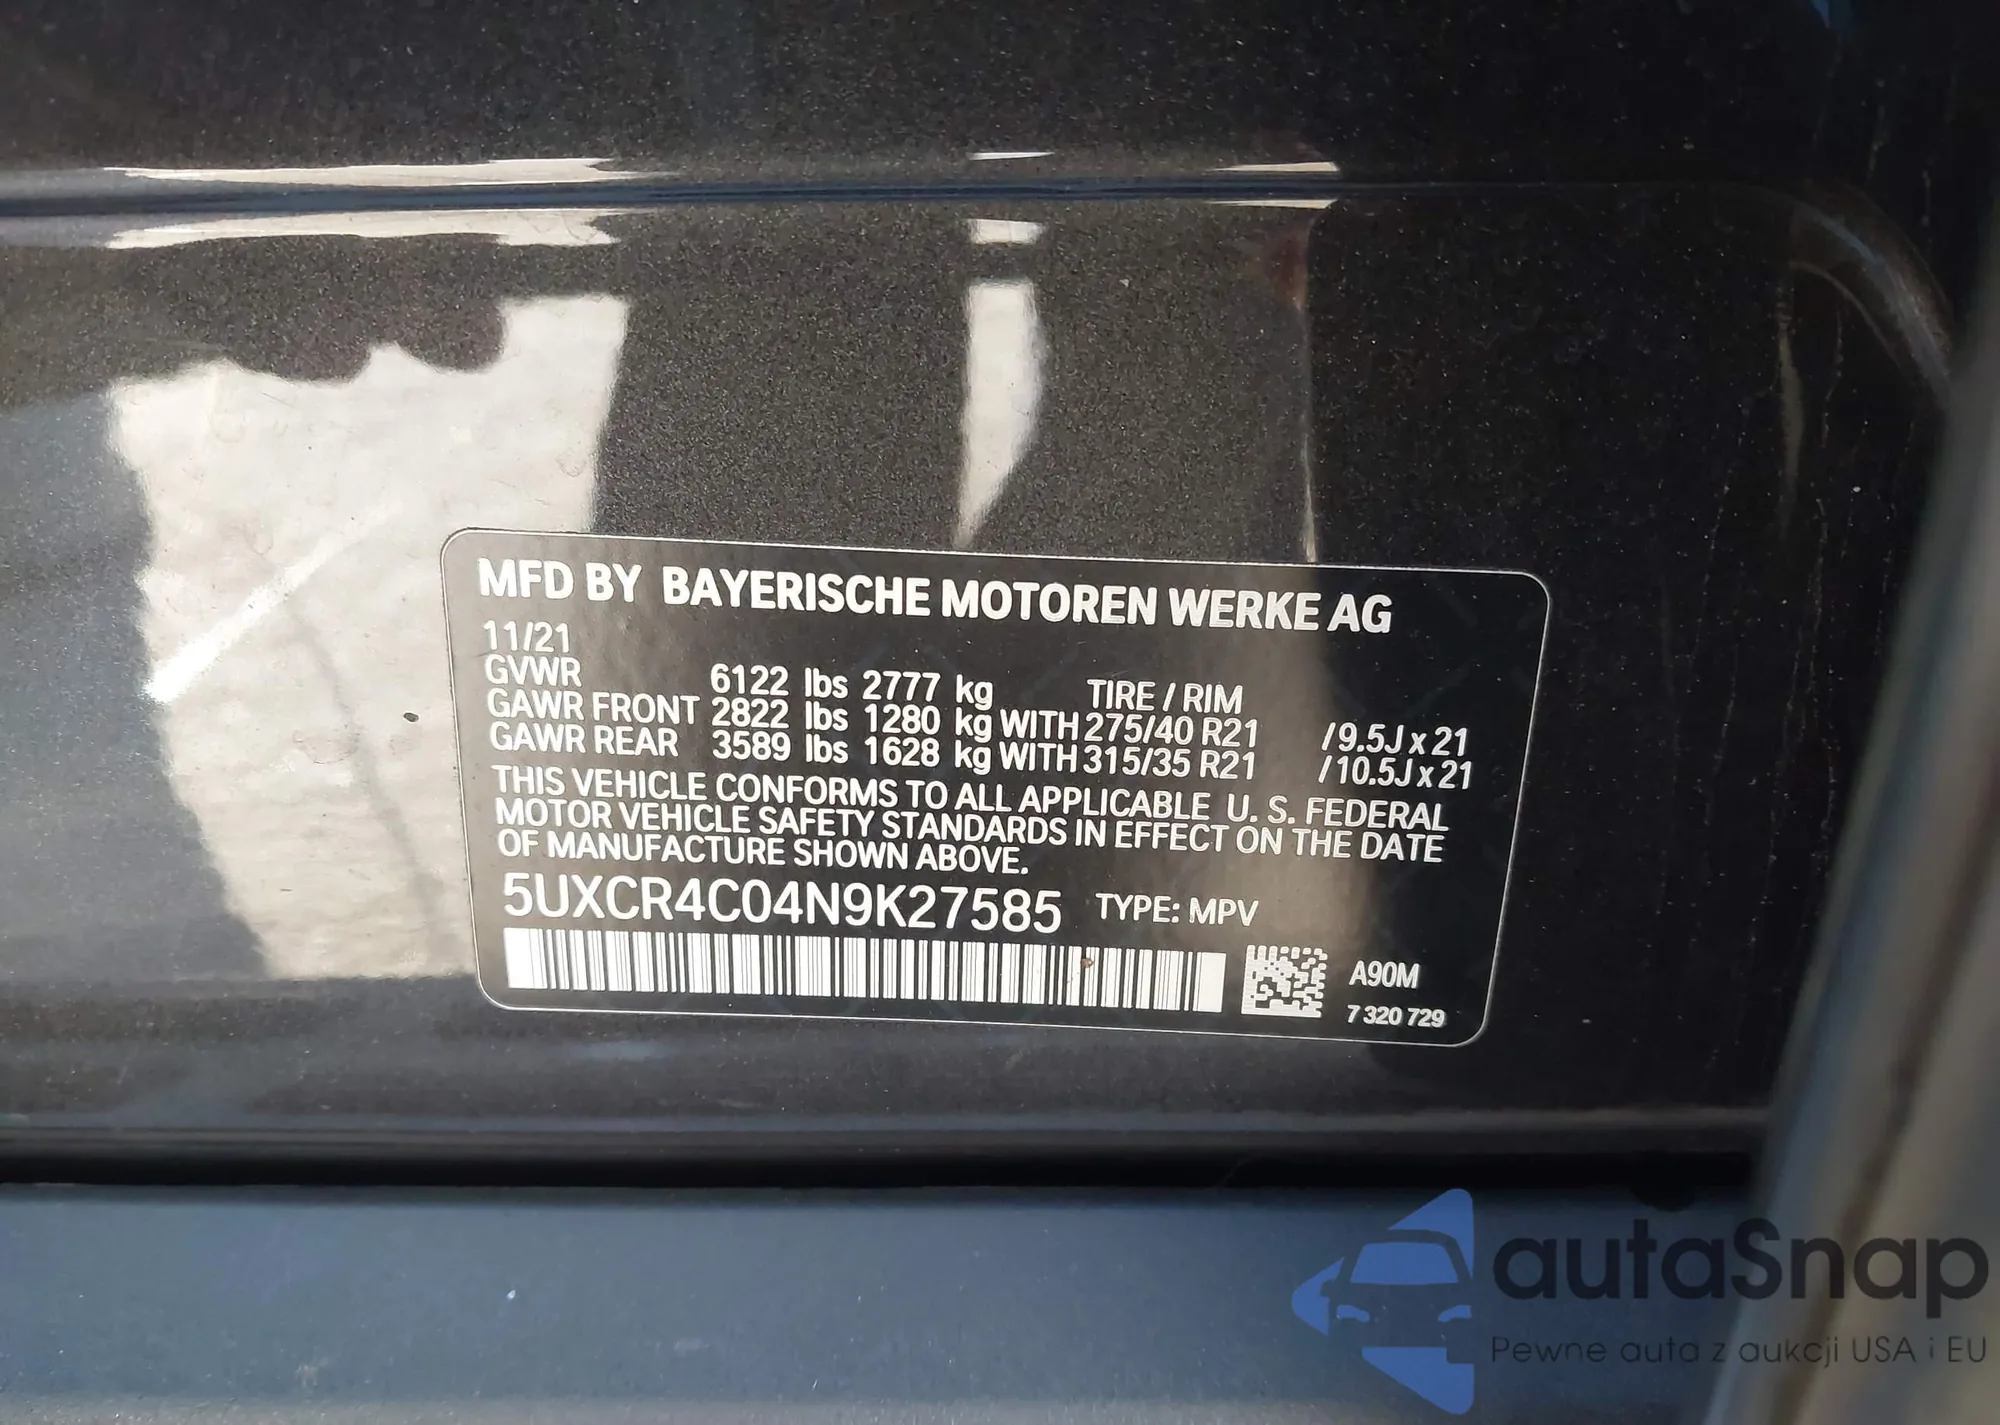 MFD BY BAYERISCHE MOTOREN WERKE AG
11/21
GVWR 6122 lbs 2777 kg TIRE / RIM
GAWR FRONT 2822 lbs 1280 kg WITH 275/40 R21 /9.5J x 21
GAWR REAR 3589 lbs 1628 kg WITH 315/35 R21 /10.5J x 21
THIS VEHICLE CONFORMS TO ALL APPLICABLE U. S. FEDERAL
MOTOR VEHICLE SAFETY STANDARDS IN EFFECT ON THE DATE
OF MANUFACTURE SHOWN ABOVE.
5UXCR4C04N9K27585 TYPE: MPV
A90M
7 320 729
autaSnap
Pewne auta z aukcji USA i EU